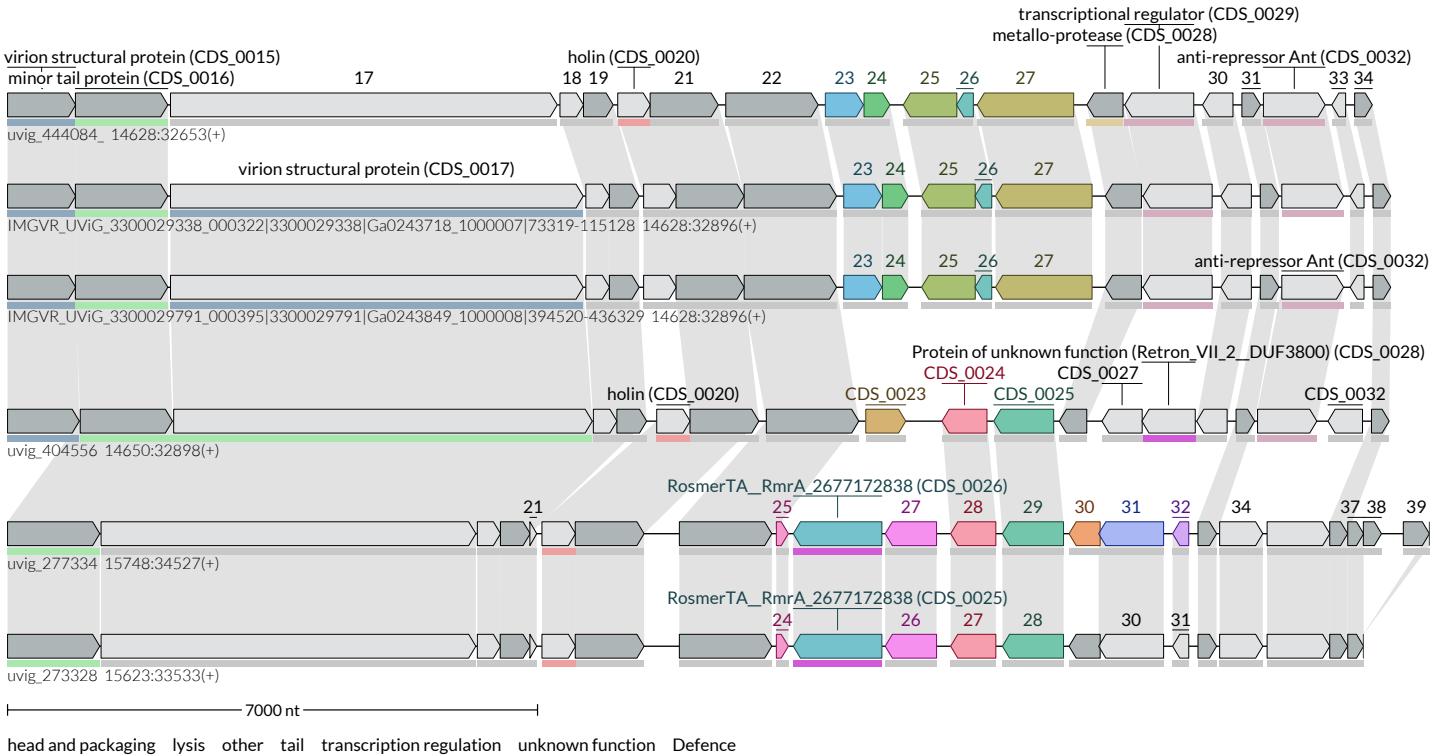 transcriptional regulator (CDS_0029)
metallo-protease (CDS_0028)
virion structural protein (CDS_0015) holin (CDS_0020) anti-repressor Ant (CDS_0032)
minor tail protein (CDS_0016) 17 18 19 21 22 23 24 25 26 27 30 31 33 34
uvig_444084_ 14628:32653(+)
virion structural protein (CDS_0017) 23 24 25 26 27
IMGVR_UViG_3300029338_000322|3300029338|Ga0243718_1000007|73319-115128 14628:32896(+)
23 24 25 26 27 anti-repressor Ant (CDS_0032)
IMGVR_UViG_3300029791_000395|3300029791|Ga0243849_1000008|394520-436329 14628:32896(+)
Protein of unknown function (Retron_VII_2__DUF3800) (CDS_0028)
CDS_0024 CDS_0027
holin (CDS_0020) CDS_0023 CDS_0025 CDS_0032
uvig_404556 14650:32898(+)
RosmerTA__RmrA_2677172838 (CDS_0026)
21 25 27 28 29 30 31 32 34 37 38 39
uvig_277334 15748:34527(+)
RosmerTA__RmrA_2677172838 (CDS_0025)
24 26 27 28 30 31
uvig_273328 15623:33533(+)
7000 nt
head and packaging lysis other tail transcription regulation unknown function Defence